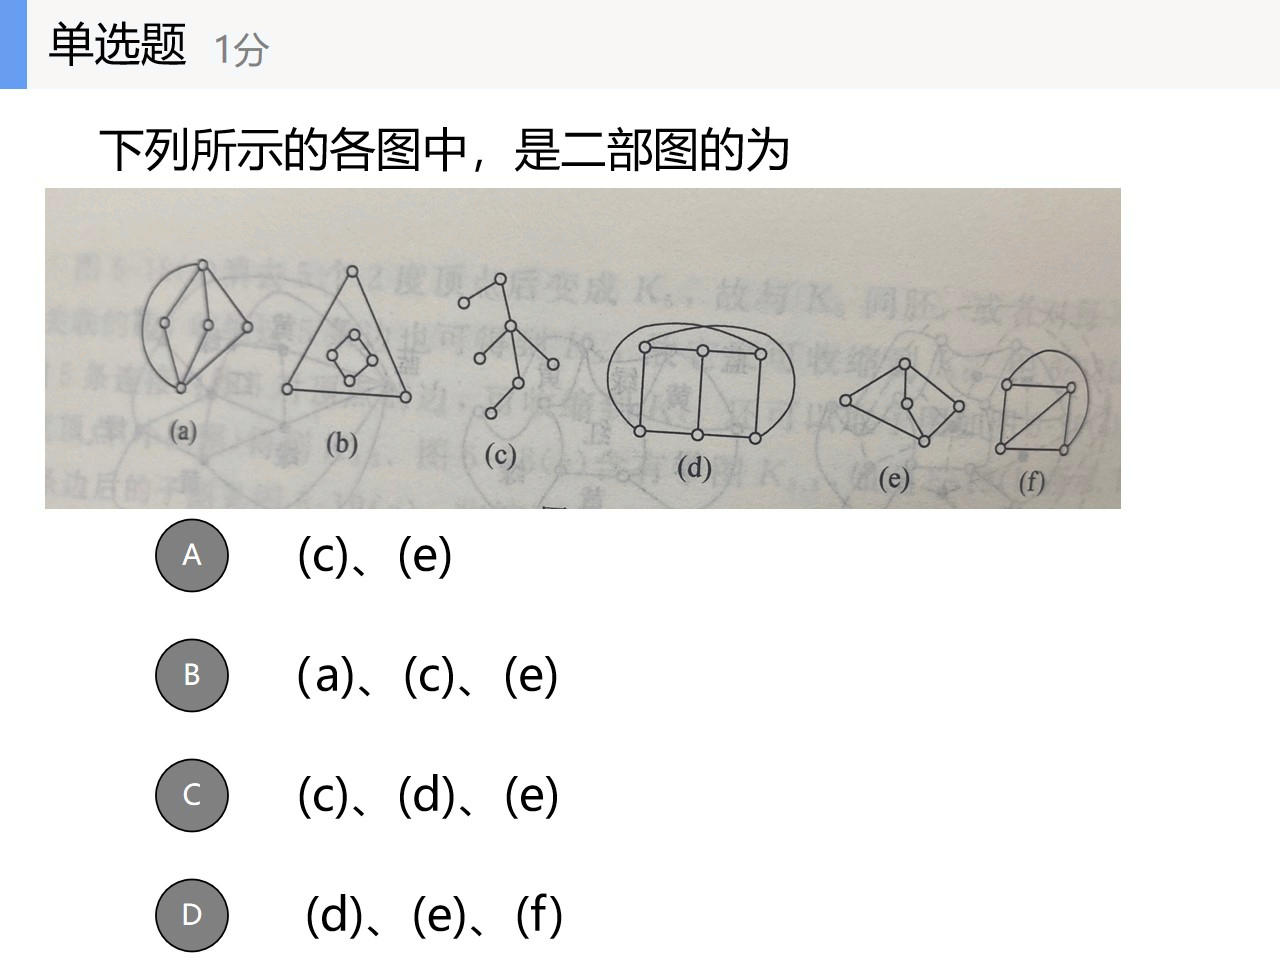 单选题 1分
下列所示的各图中，是二部图的为
(a)
(b)
(c)
(d)
(e)
(f)
A (c)、(e)
B (a)、(c)、(e)
C (c)、(d)、(e)
D (d)、(e)、(f)